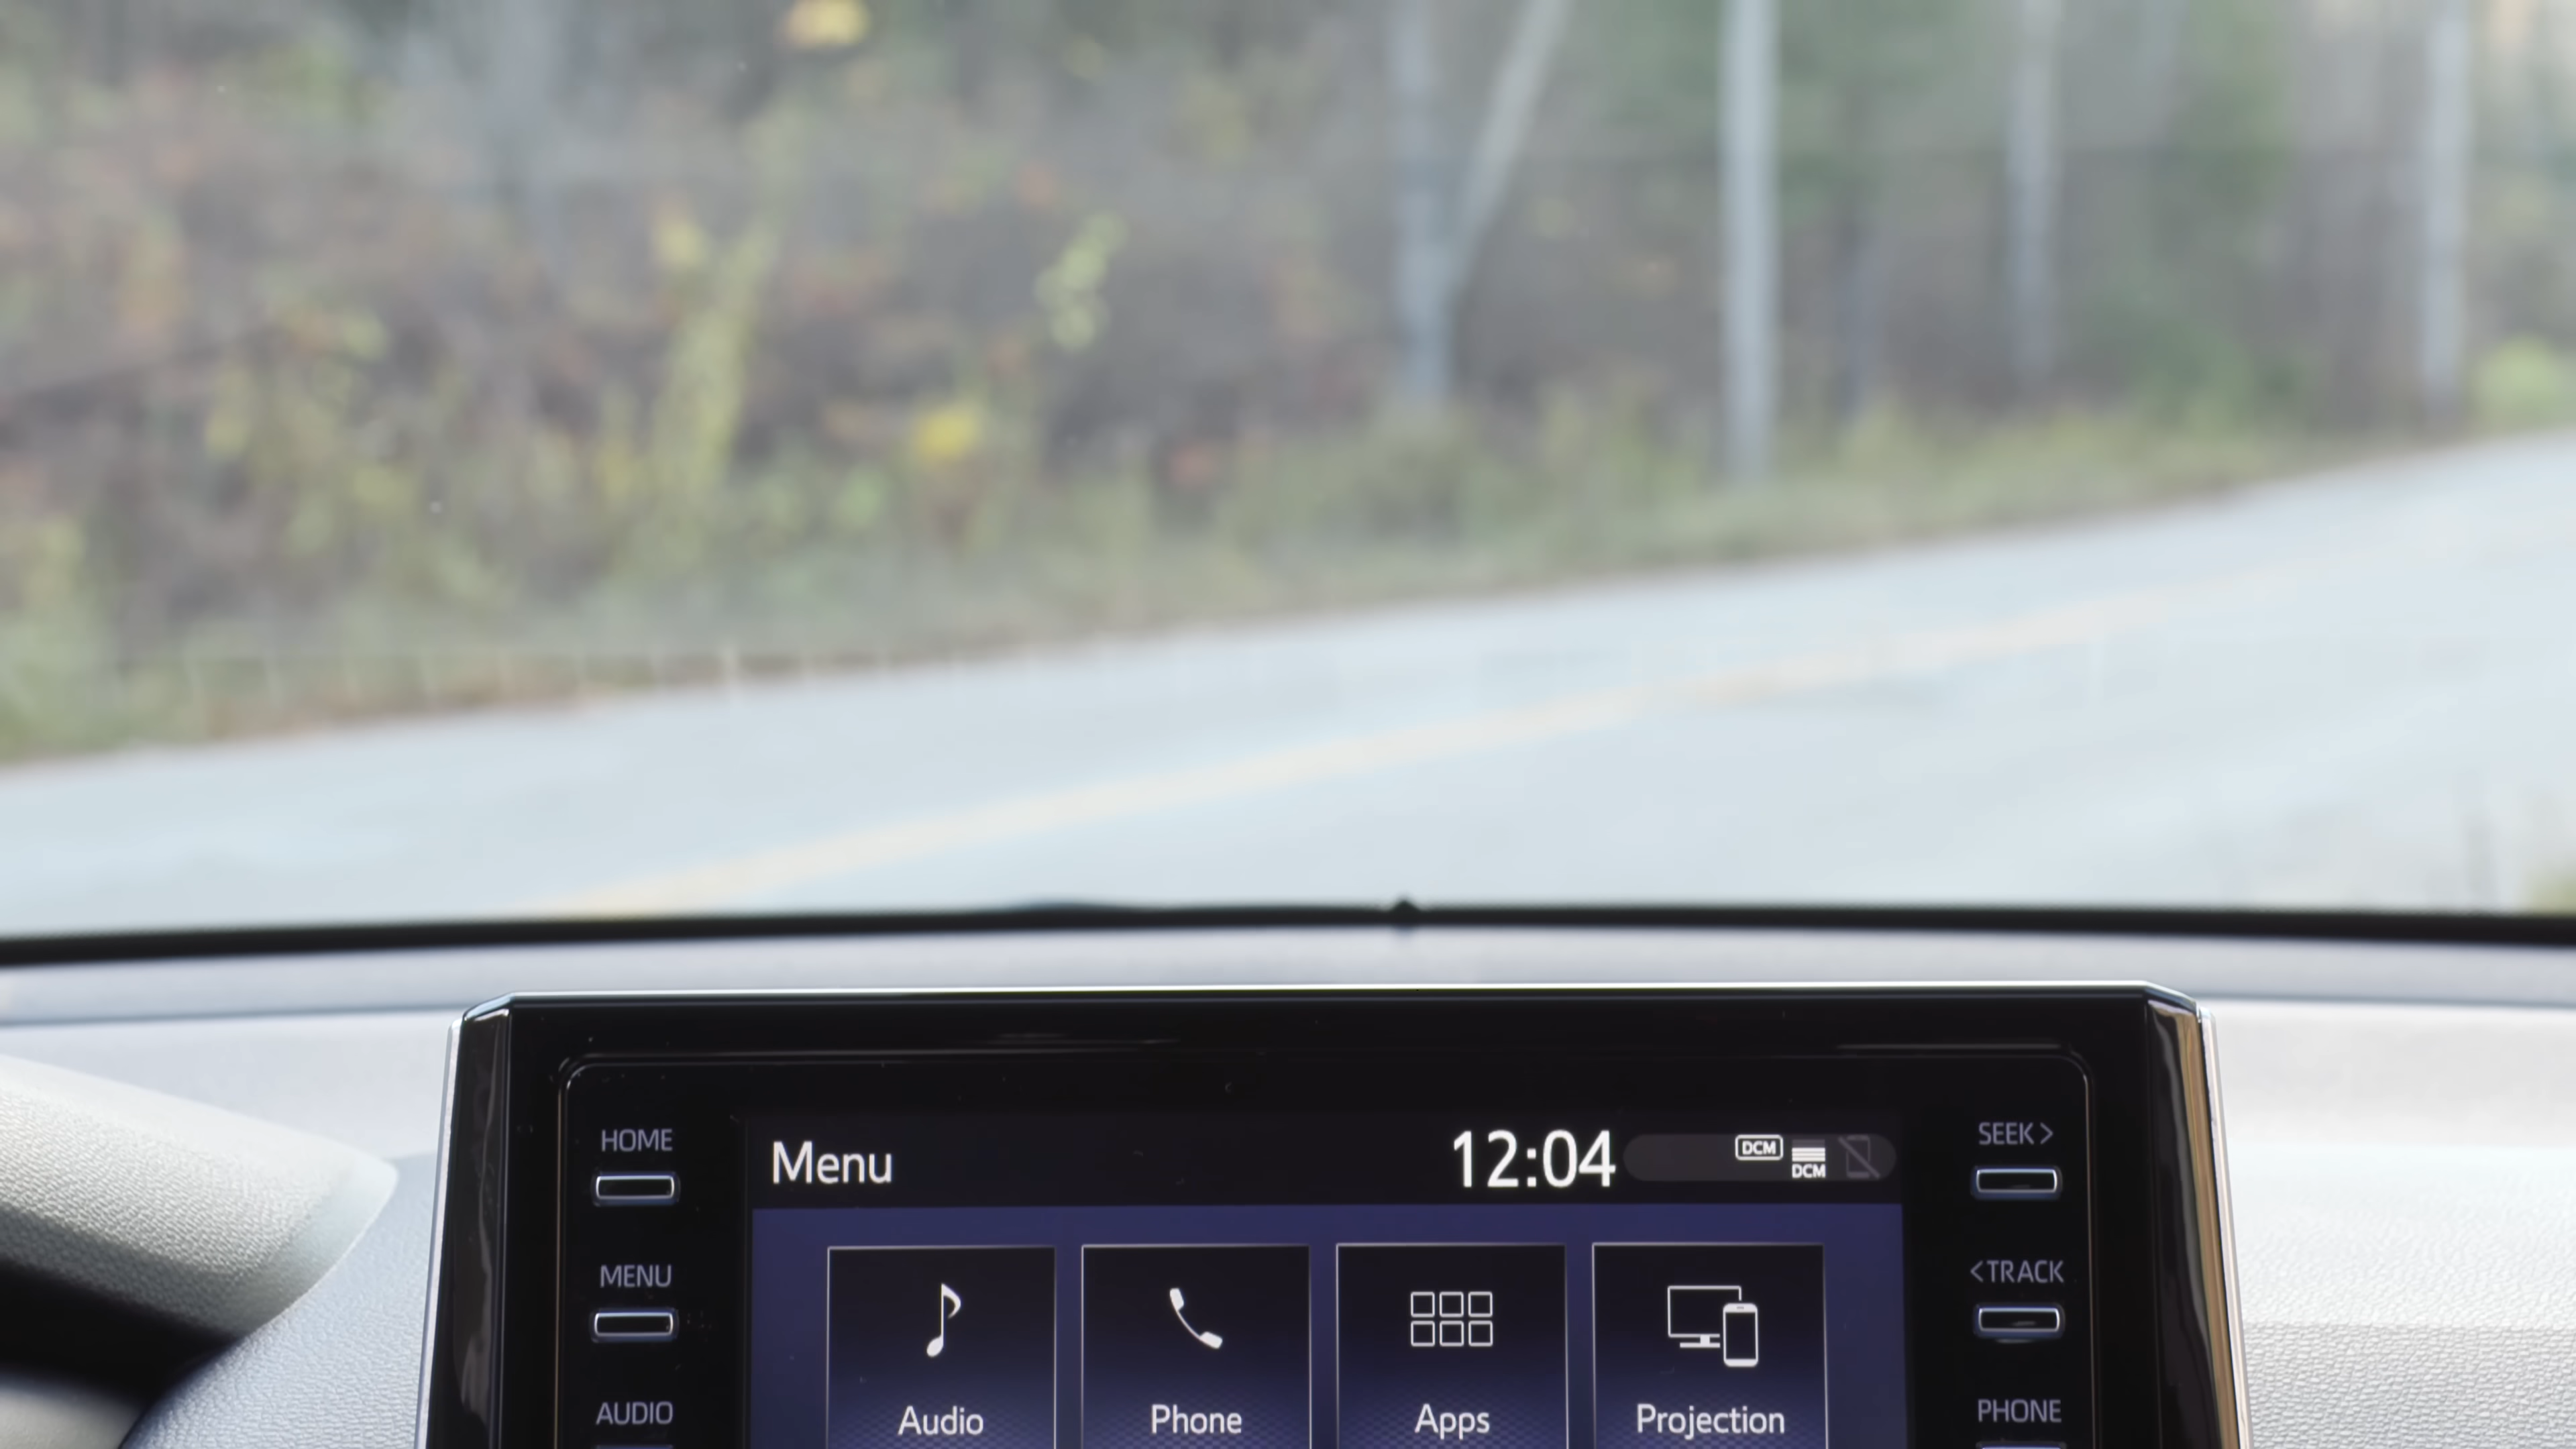 HOME
MENU
AUDIO
Menu
12:04
DCM
DCM
Audio
Phone
Apps
Projection
SEEK >
< TRACK
PHONE